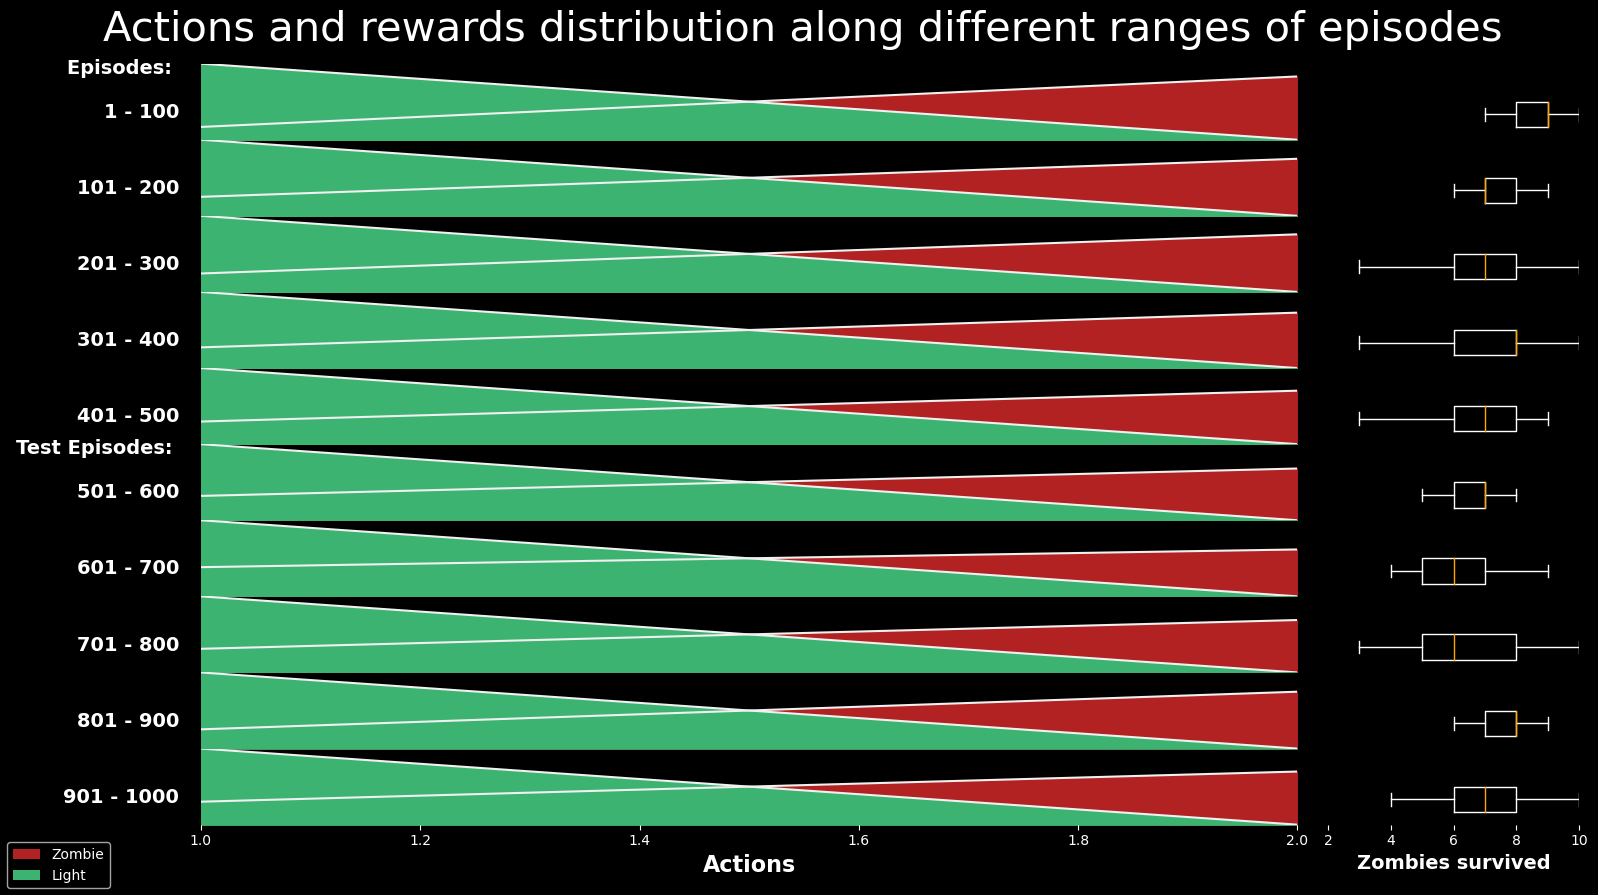 Actions and rewards distribution along different ranges of episodes
Episodes:
1 - 100
101 - 200
201 - 300
301 - 400
401 - 500
Test Episodes:
501 - 600
601 - 700
701 - 800
801 - 900
901 - 1000
1.0 1.2 1.4 1.6 1.8 2.0 2 4 6 8 10
Actions
Zombies survived
Zombie
Light